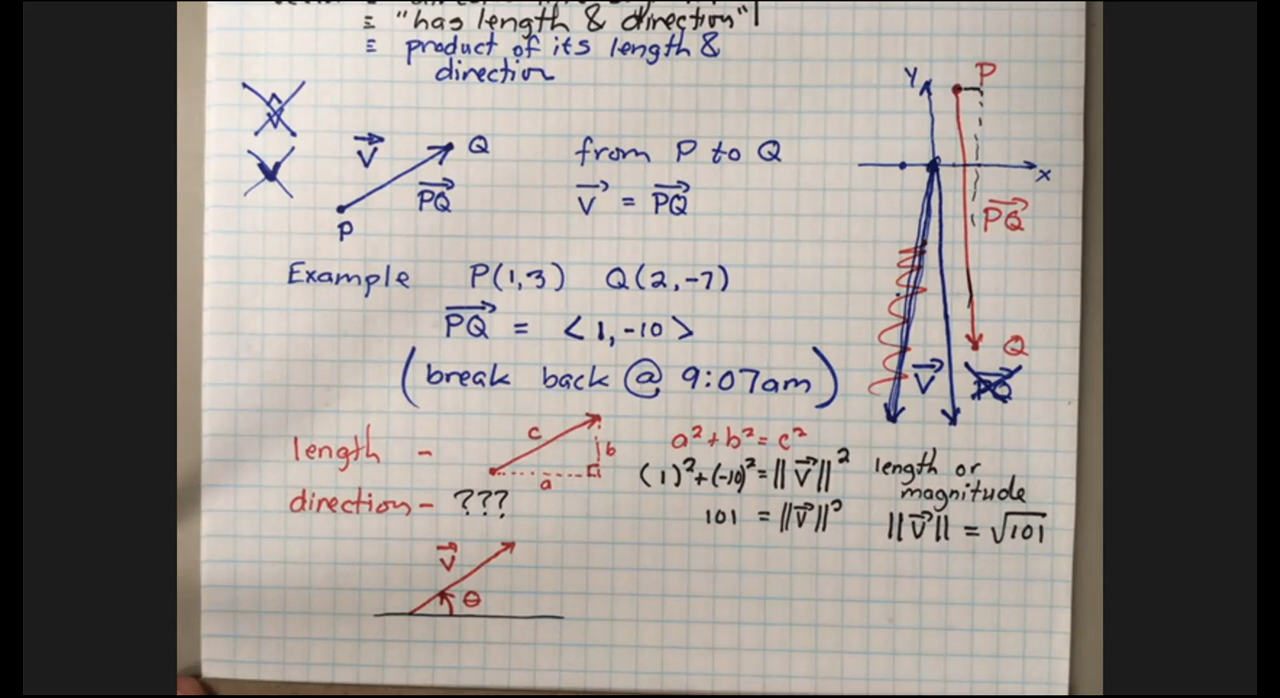 ≡ "has length & direction"
≡ product of its length &
direction
V⃗ Q from P to Q
PQ⃗ V⃗ = PQ⃗
P
Example P(1,3) Q(2,-7)
PQ⃗ = <1,-10>
(break back @ 9:07am)
y P
x
PQ⃗
Q
V⃗ PQ
length - c b a a²+b²=c²
(1)²+(-10)²=||V⃗||² length or
magnitude
direction - ???
101 = ||V⃗||² ||V⃗|| = √101
V⃗
θ